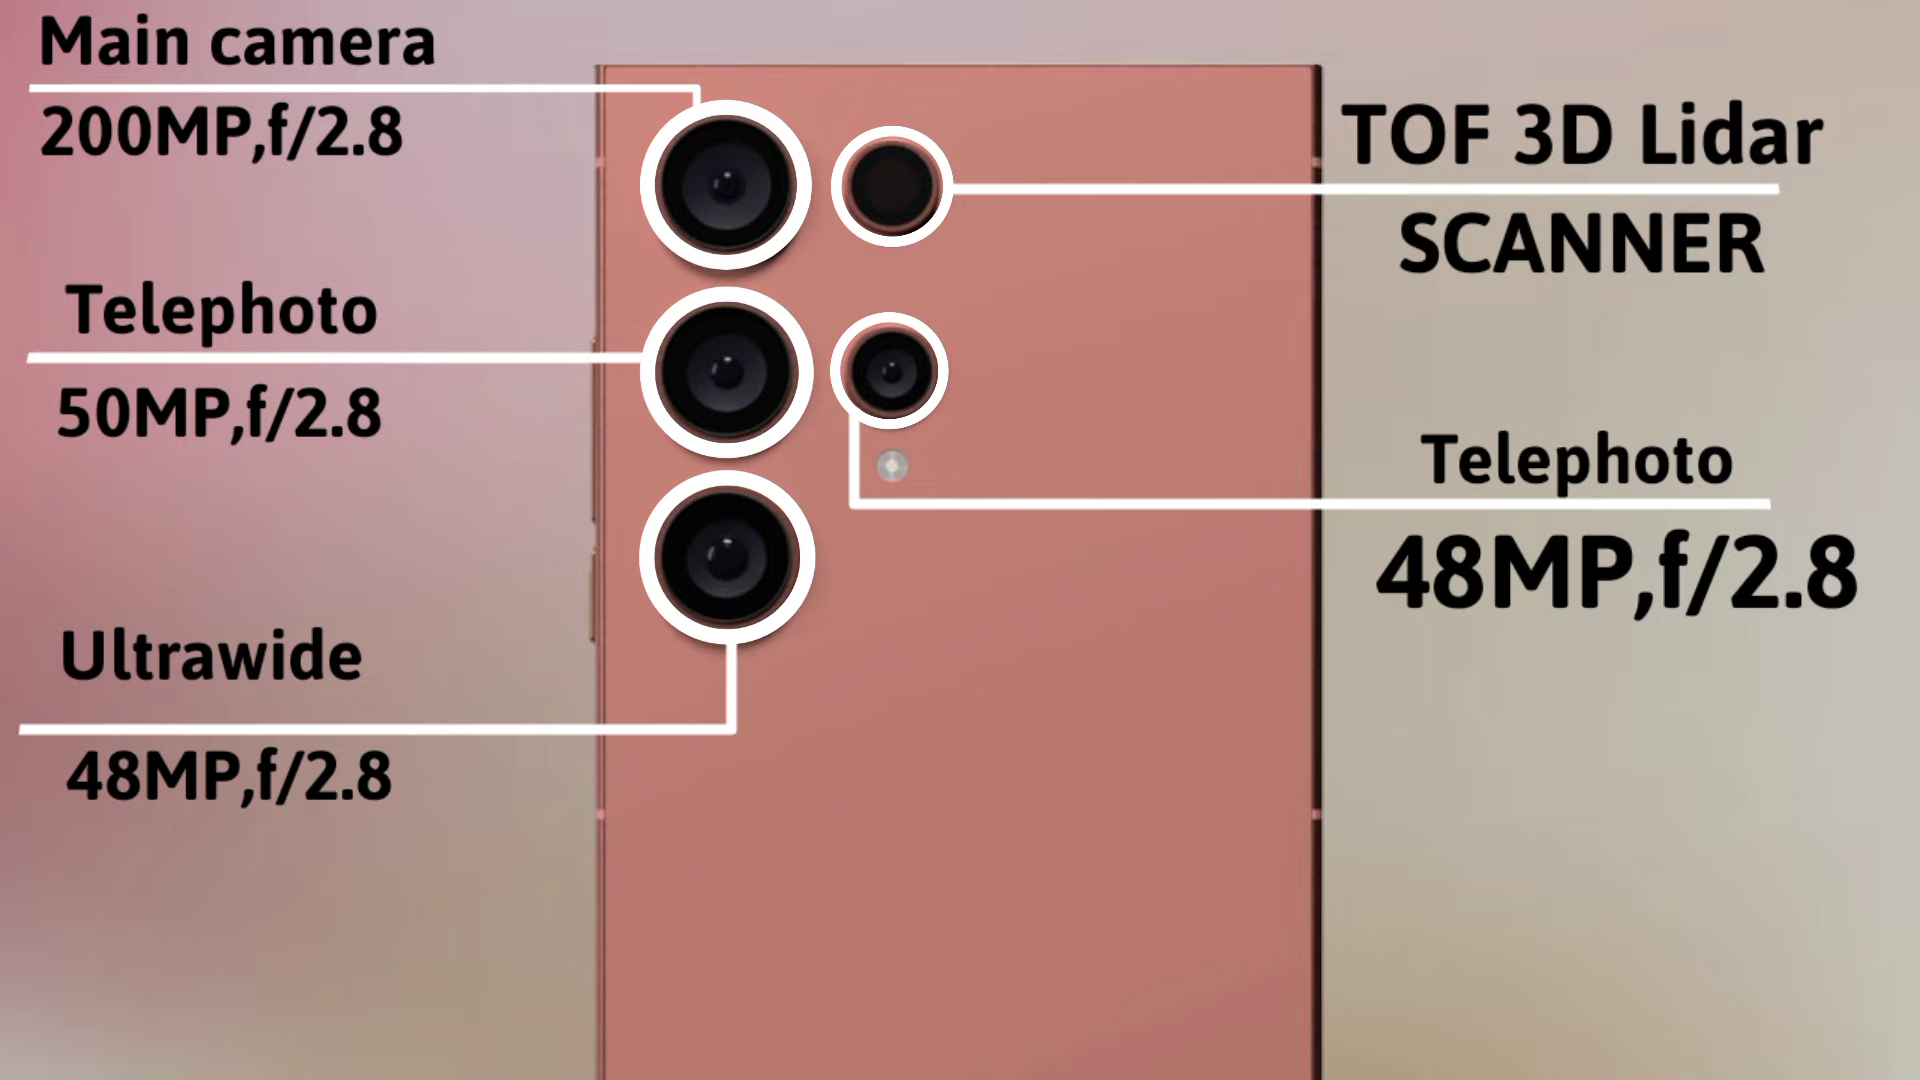 Main camera
200MP,f/2.8
Telephoto
50MP,f/2.8
Ultrawide
48MP,f/2.8
TOF 3D Lidar
SCANNER
Telephoto
48MP,f/2.8